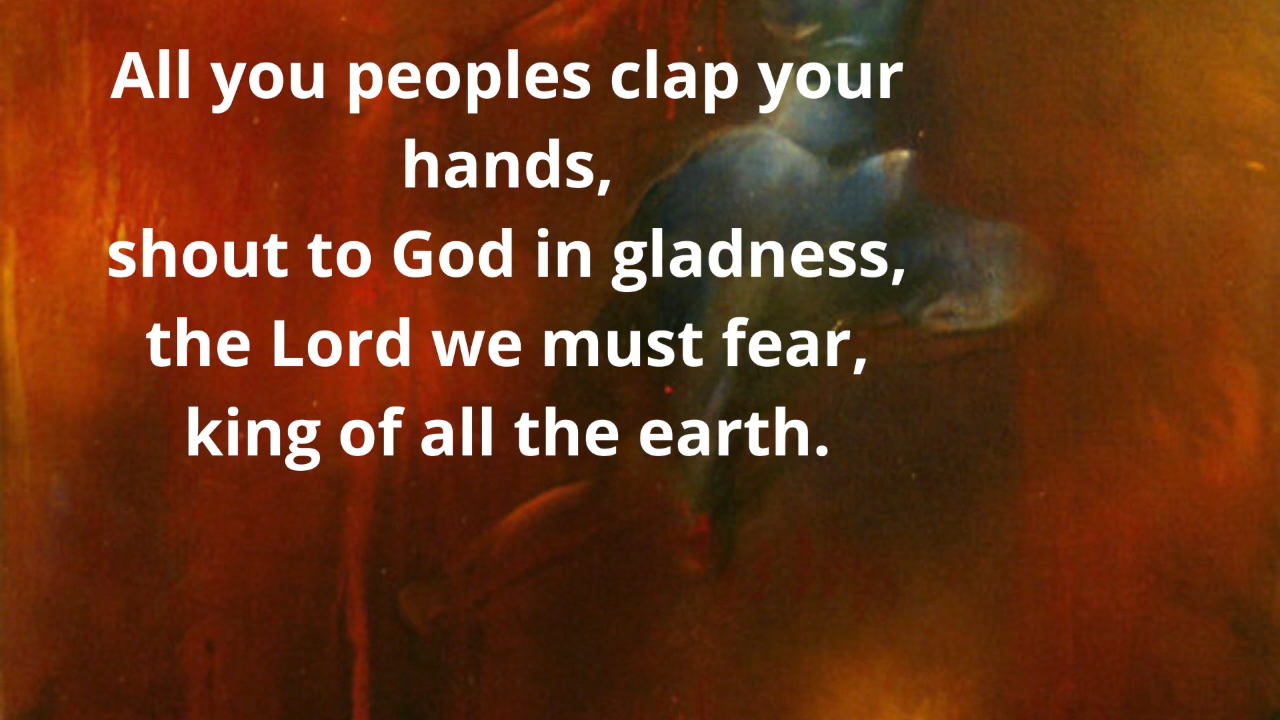 All you peoples clap your
hands,
shout to God in gladness,
the Lord we must fear,
king of all the earth.